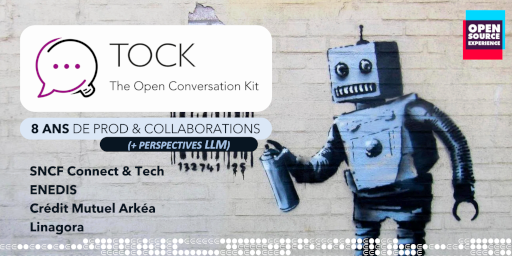 TOCK
The Open Conversation Kit
OPEN
SOURCE
EXPERIENCE
8 ANS DE PROD & COLLABORATIONS
(+ PERSPECTIVES LLM)
SNCF Connect & Tech
ENEDIS
Crédit Mutuel Arkéa
Linagora